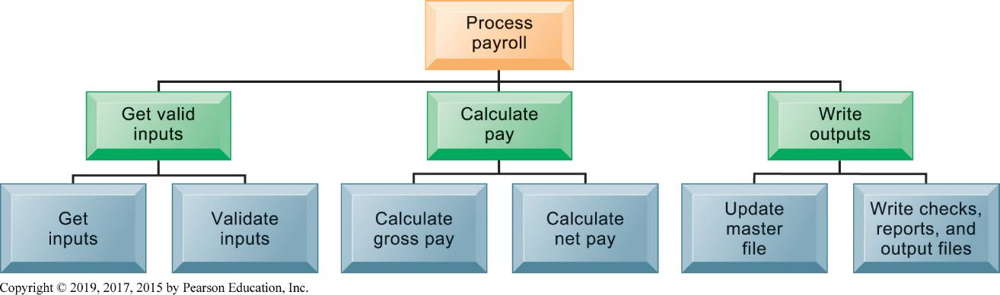 Process
payroll
Get valid
inputs
Calculate
pay
Write
outputs
Get
inputs
Validate
inputs
Calculate
gross pay
Calculate
net pay
Update
master
file
Write checks,
reports, and
output files
Copyright © 2019, 2017, 2015 by Pearson Education, Inc.